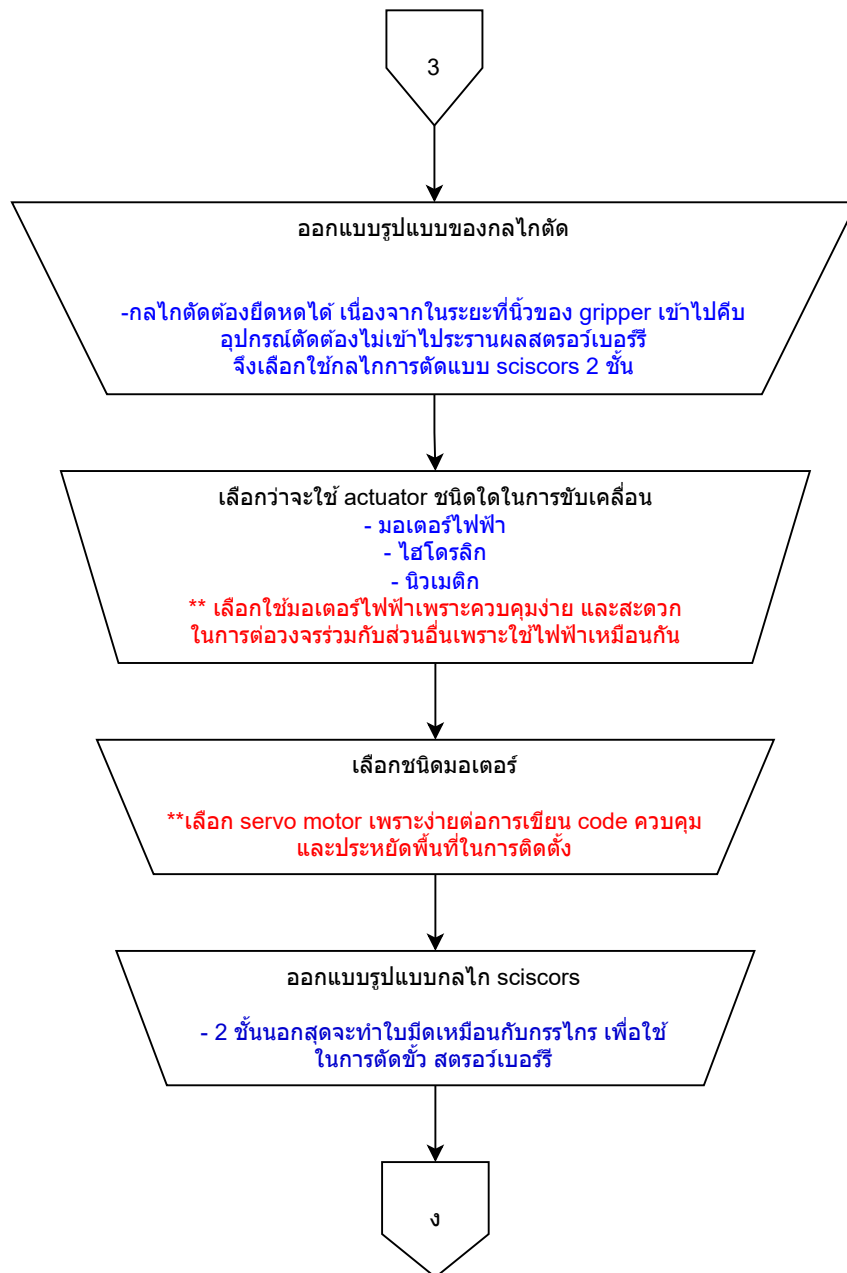 3
ออกแบบรูปแบบของกลไกตัด
-กลไกตัดต้องยืดหดได้ เนื่องจากในระยะที่นิ้วของ gripper เข้าไปคีบ
อุปกรณ์ตัดต้องไม่เข้าไประรานผลสตรอว์เบอร์รี
จึงเลือกใช้กลไกการตัดแบบ sciscors 2 ชั้น
เลือกว่าจะใช้ actuator ชนิดใดในการขับเคลื่อน
- มอเตอร์ไฟฟ้า
- ไฮโดรลิก
- นิวเมติก
** เลือกใช้มอเตอร์ไฟฟ้าเพราะควบคุมง่าย และสะดวก
ในการต่อวงจรร่วมกับส่วนอื่นเพราะใช้ไฟฟ้าเหมือนกัน
เลือกชนิดมอเตอร์
**เลือก servo motor เพราะง่ายต่อการเขียน code ควบคุม
และประหยัดพื้นที่ในการติดตั้ง
ออกแบบรูปแบบกลไก sciscors
- 2 ชั้นนอกสุดจะทำใบมีดเหมือนกับกรรไกร เพื่อใช้
ในการตัดขั้ว สตรอว์เบอร์รี
ง